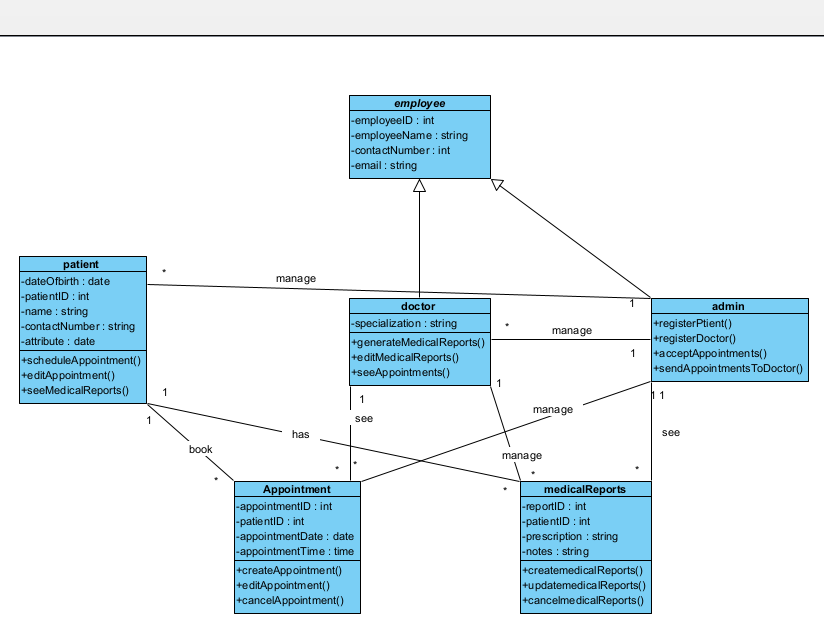 employee
-employeeID : int
-employeeName : string
-contactNumber : int
-email : string
patient
-dateOfbirth : date
-patientID : int
-name : string
-contactNumber : string
-attribute : date
+scheduleAppointment()
+editAppointment()
+seeMedicalReports()
*
manage
1
doctor
-specialization : string
+generateMedicalReports()
+editMedicalReports()
+seeAppointments()
admin
+registerPtient()
+registerDoctor()
+acceptAppointments()
+sendAppointmentsToDoctor()
*
manage
1
1
1
book
*
has
*
1
see
*
*
manage
1 1
1
manage
*
see
*
Appointment
-appointmentID : int
-patientID : int
-appointmentDate : date
-appointmentTime : time
+createAppointment()
+editAppointment()
+cancelAppointment()
medicalReports
-reportID : int
-patientID : int
-prescription : string
-notes : string
+createmedicalReports()
+updatemedicalReports()
+cancelmedicalReports()